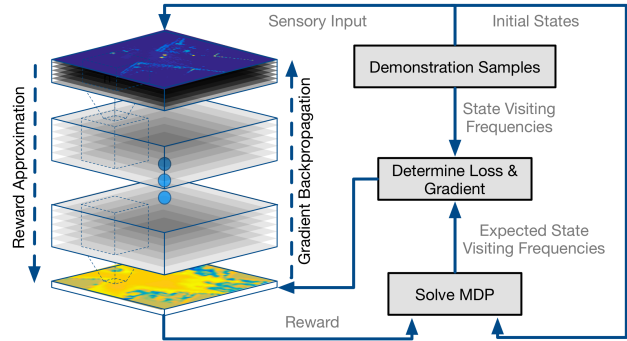 Sensory Input
Initial States
Demonstration Samples
Reward Approximation
Gradient Backpropagation
State Visiting
Frequencies
Determine Loss &
Gradient
Expected State
Visiting Frequencies
Solve MDP
Reward